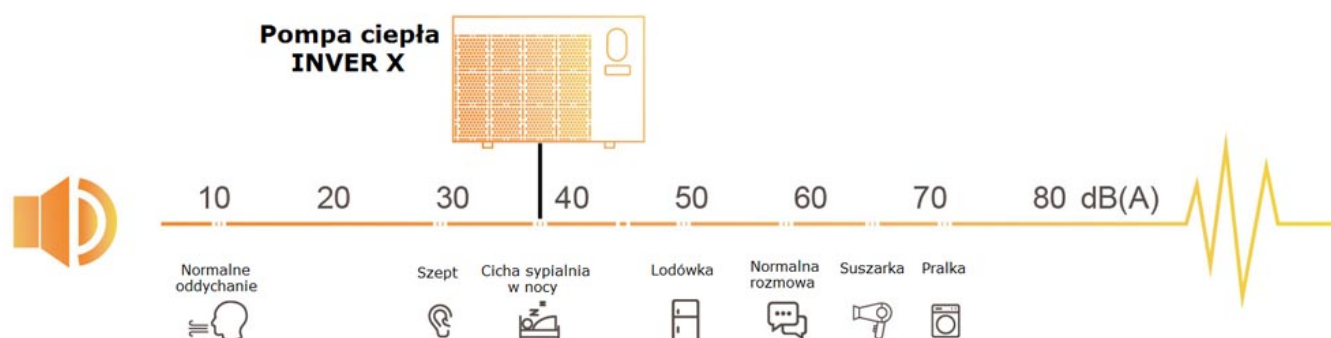 Pompa ciepła
INVER X
10 20 30 40 50 60 70 80 dB(A)
Normalne
oddychanie
Szept
Cicha sypialnia
w nocy
Lodówka
Normalna
rozmowa
Suszarka
Pralka